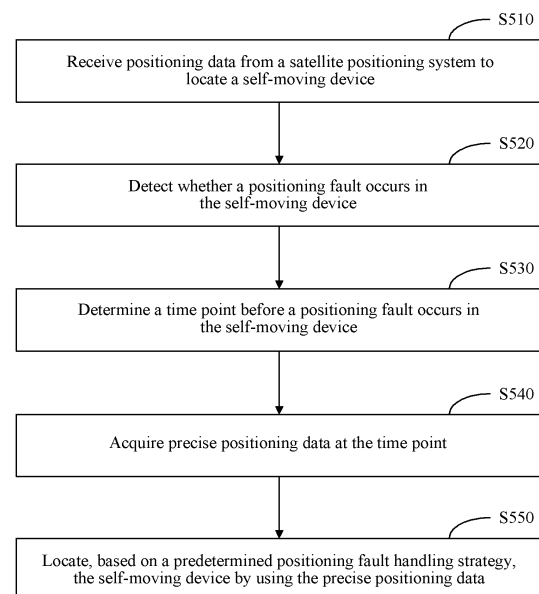 S510
Receive positioning data from a satellite positioning system to
locate a self-moving device
S520
Detect whether a positioning fault occurs in
the self-moving device
S530
Determine a time point before a positioning fault occurs in
the self-moving device
S540
Acquire precise positioning data at the time point
S550
Locate, based on a predetermined positioning fault handling strategy,
the self-moving device by using the precise positioning data